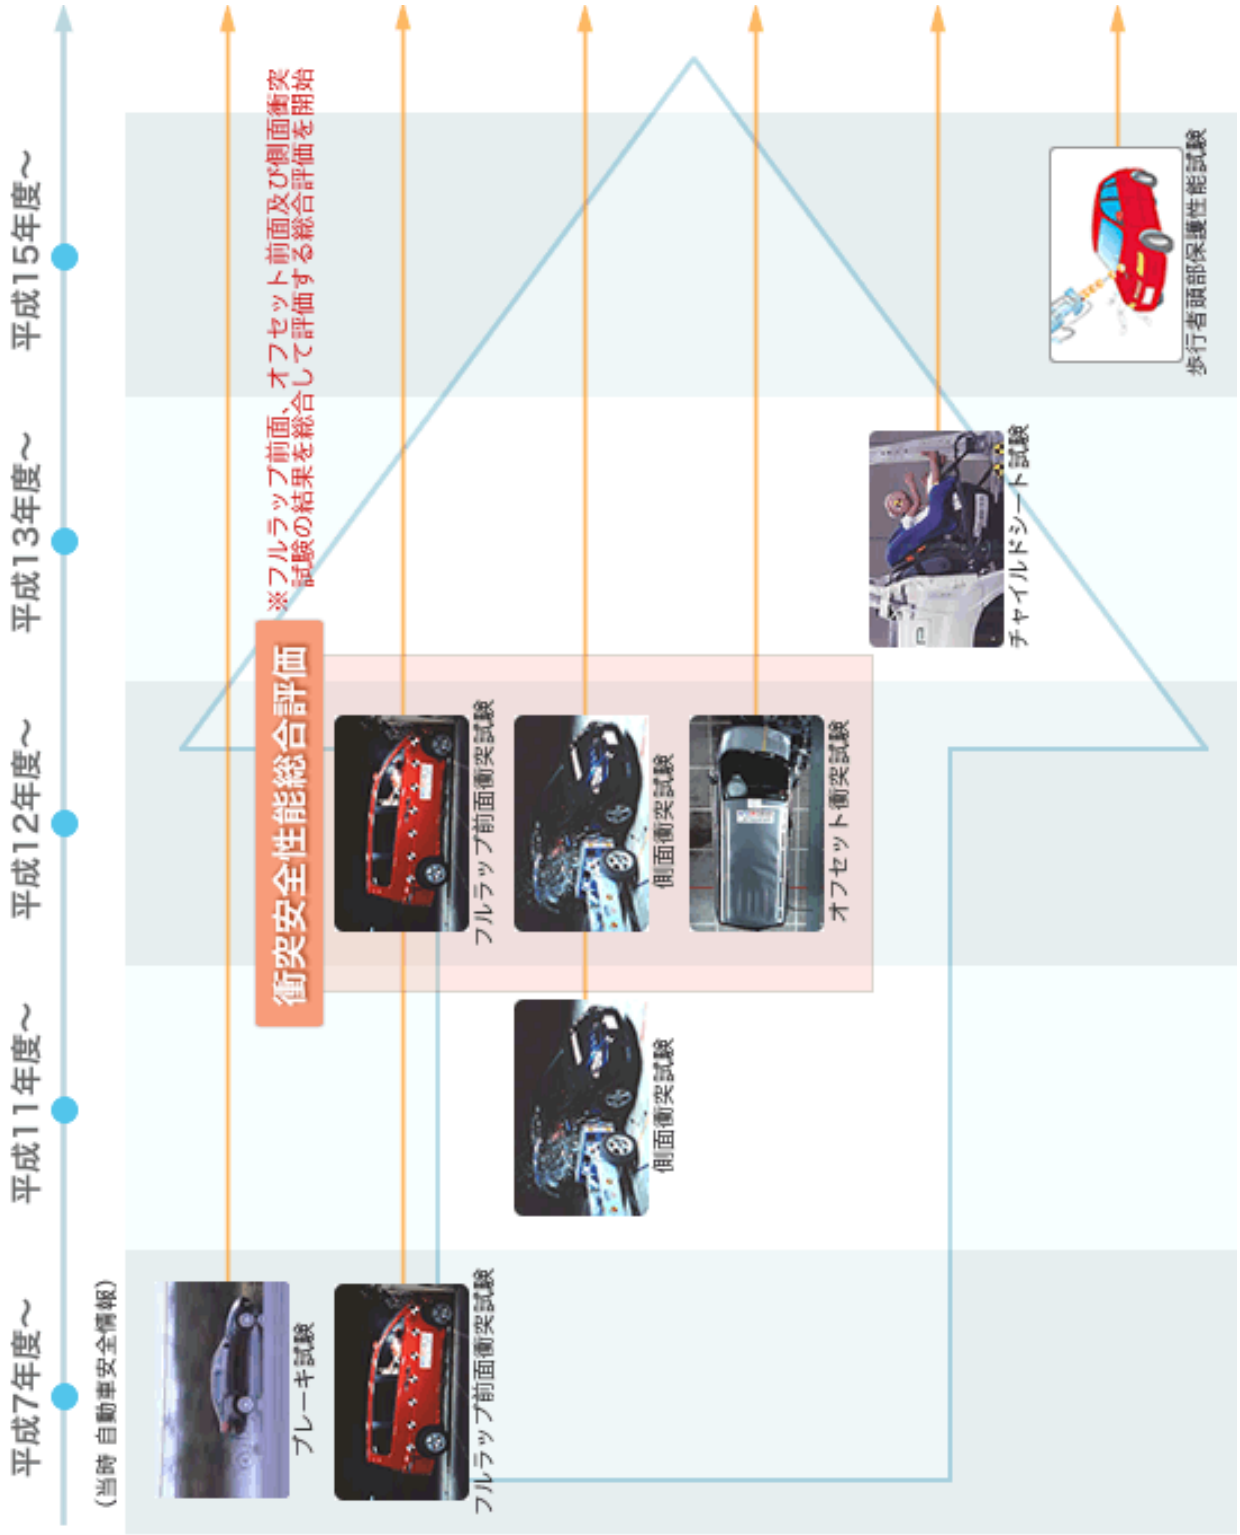 平成7年度～
平成11年度～
平成12年度～
平成13年度～
平成15年度～
（当時 自動車安全情報）
ブレーキ試験
フルラップ前面衝突試験
側面衝突試験
衝突安全性能総合評価
※フルラップ前面、オフセット前面及び側面衝突
試験の結果を総合して評価する総合評価を開始
フルラップ前面衝突試験
側面衝突試験
オフセット衝突試験
チャイルドシート試験
歩行者頭部保護性能試験